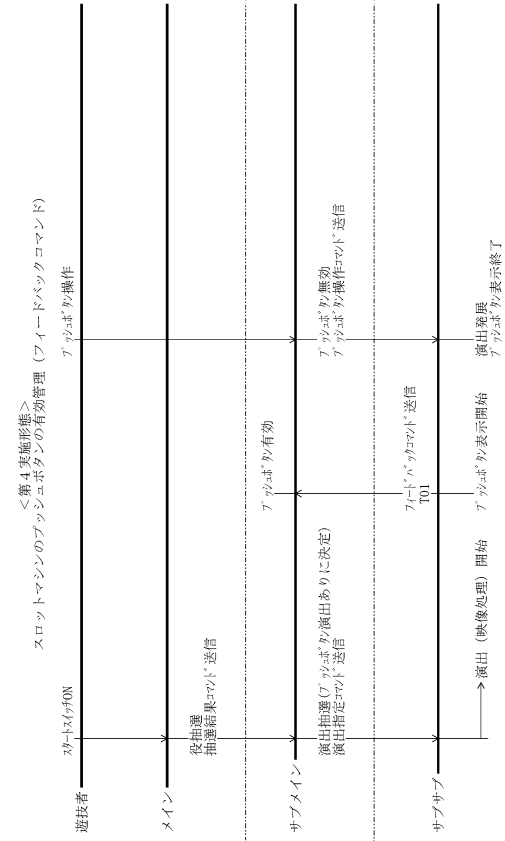 ＜第４実施形態＞
スロットマシンのプッシュボタンの有効管理（フィードバックコマンド）
遊技者
スタートスイッチON
プッシュボタン操作
メイン
役抽選
抽選結果コマンド送信
プッシュボタン有効
サブメイン
演出抽選(プッシュボタン演出ありに決定)
演出指定コマンド送信
プッシュボタン無効
プッシュボタン操作コマンド送信
フィードバックコマンド送信
T01
サブサブ
演出（映像処理）開始
プッシュボタン表示開始
演出発展
プッシュボタン表示終了